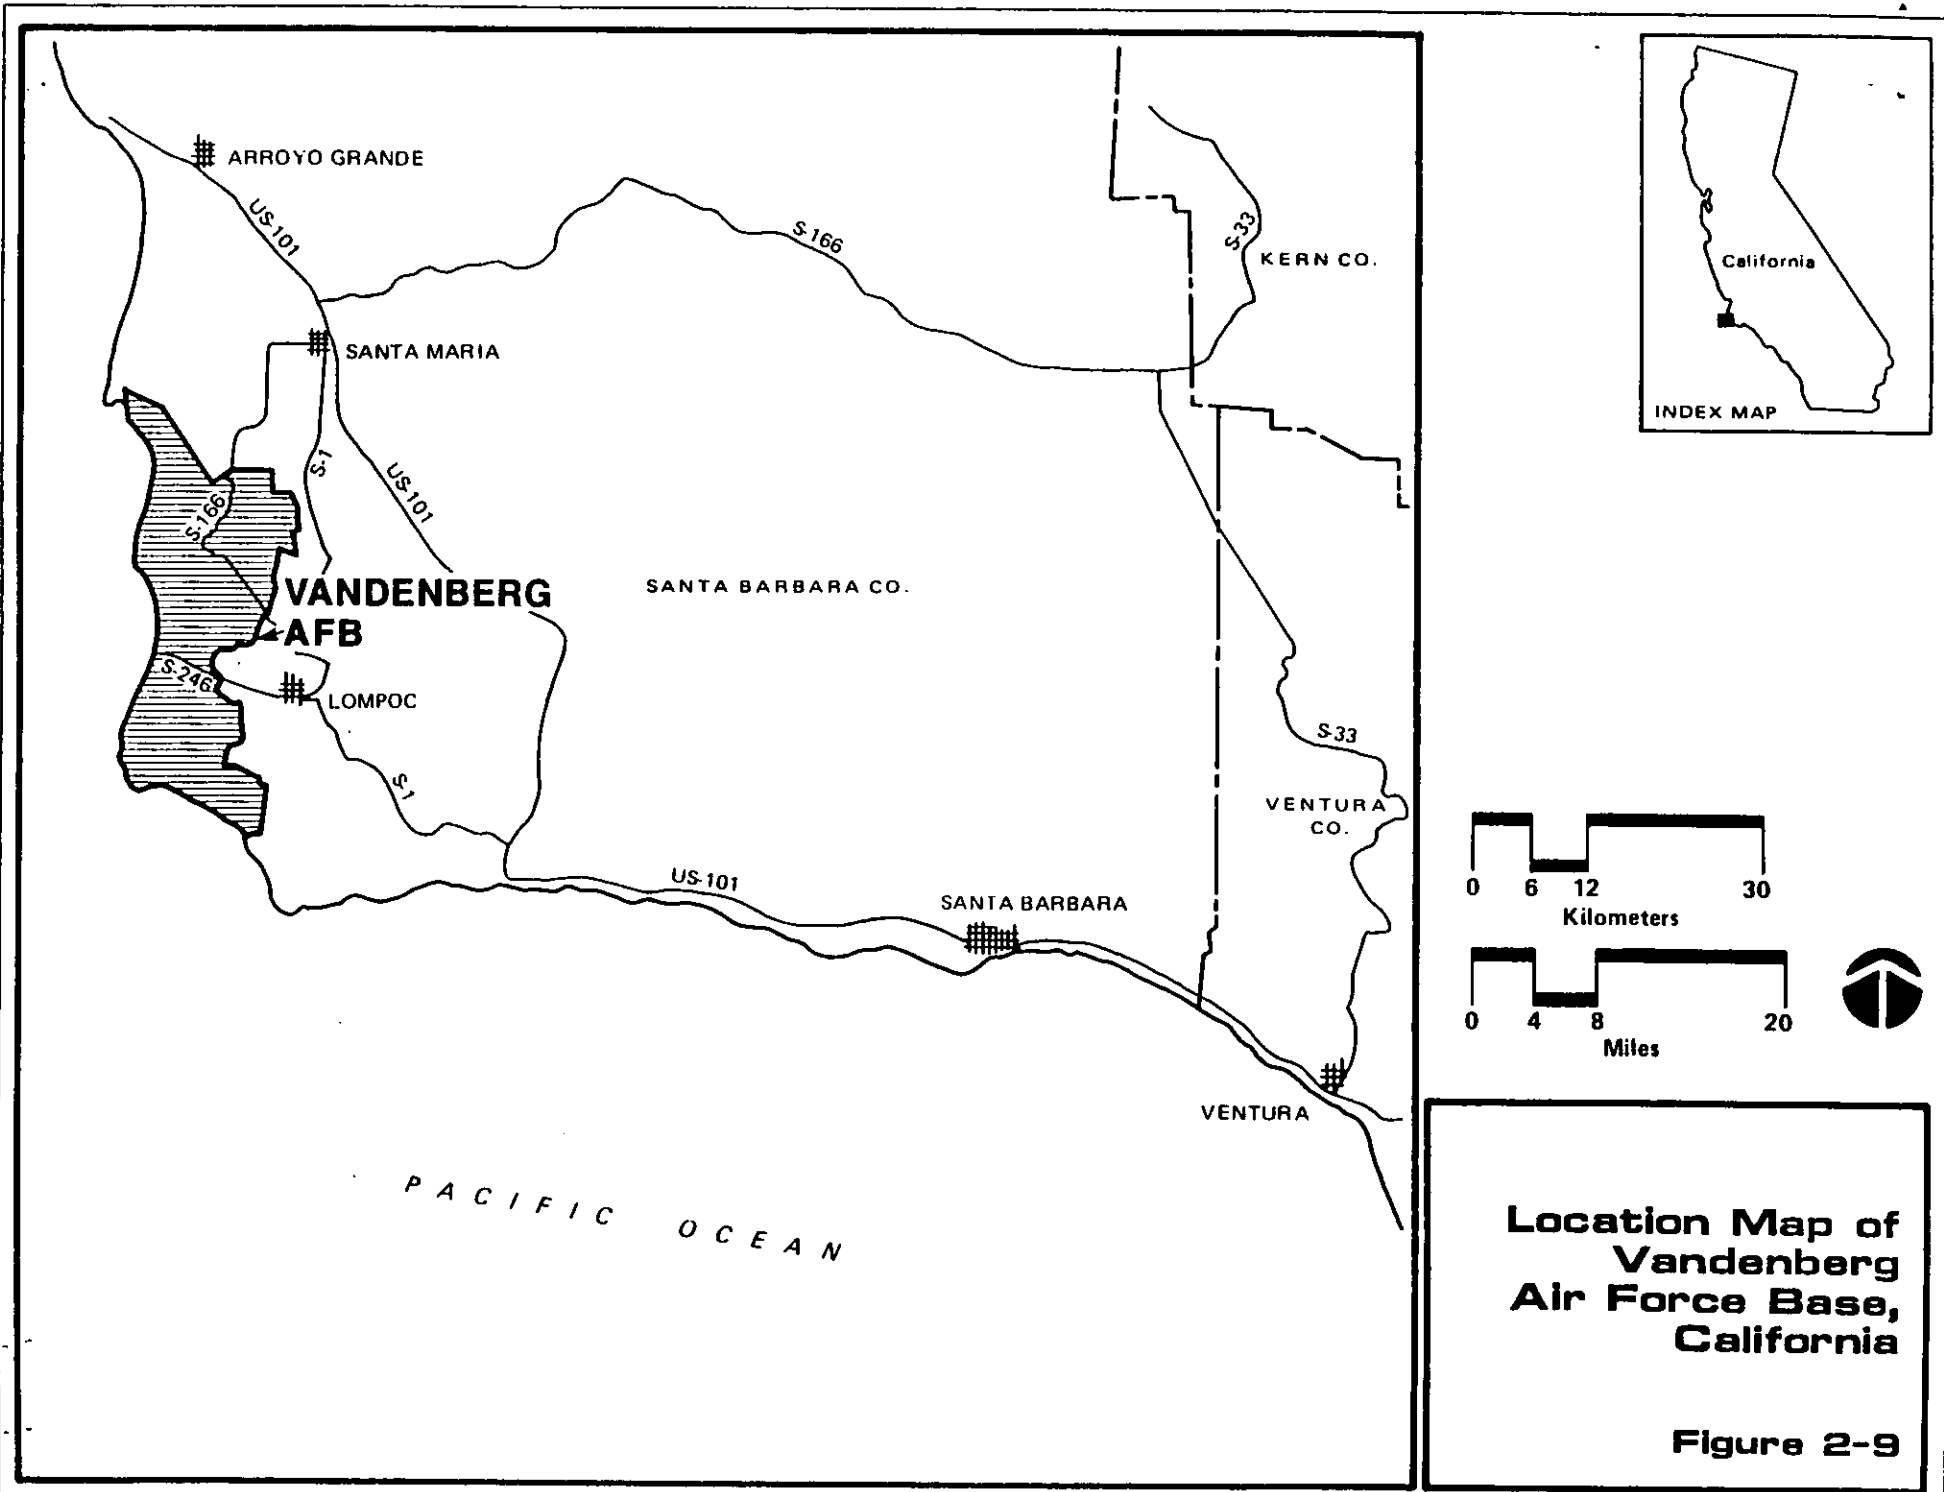 ARROYO GRANDE
US-101
S-166
S-33
KERN CO.
SANTA MARIA
S-1
US-101
S-166
VANDENBERG
AFB
SANTA BARBARA CO.
S-246
LOMPOC
S-1
S-33
VENTURA
CO.
US-101
SANTA BARBARA
VENTURA
PACIFIC OCEAN
California
INDEX MAP
0 6 12 30
Kilometers
0 4 8 20
Miles
Location Map of
Vandenberg
Air Force Base,
California
Figure 2-9